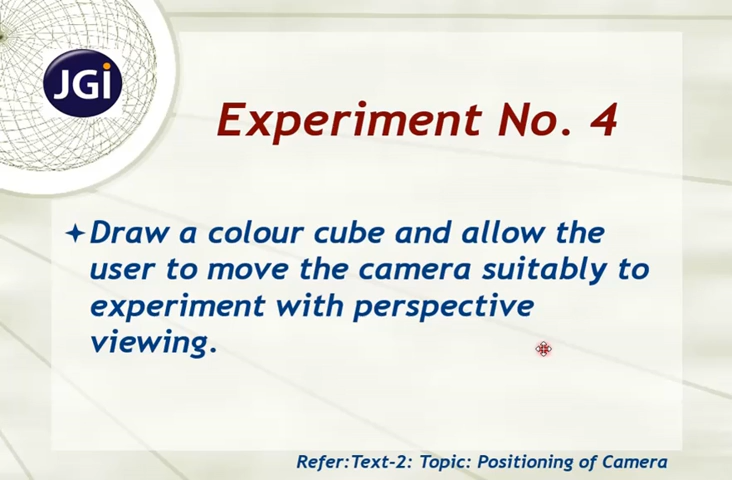 JGi
Experiment No. 4
Draw a colour cube and allow the
user to move the camera suitably to
experiment with perspective
viewing.
Refer:Text-2: Topic: Positioning of Camera